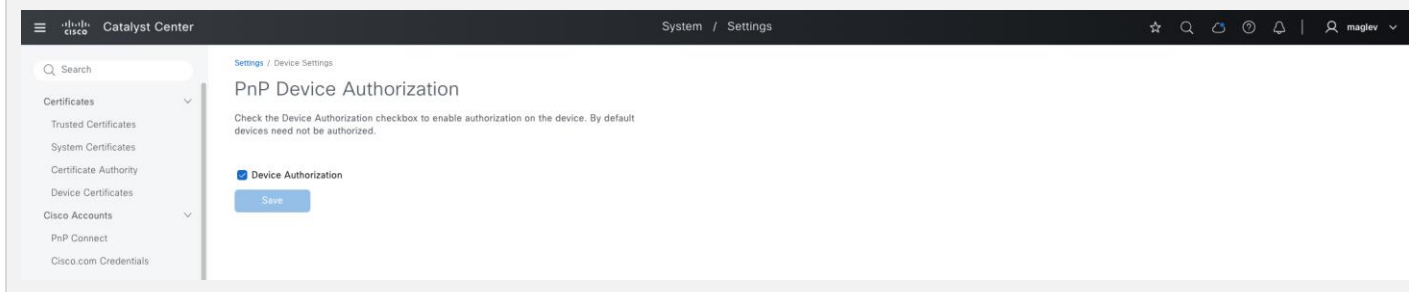 cisco Catalyst Center
System / Settings
maglev
Search
Certificates
Trusted Certificates
System Certificates
Certificate Authority
Device Certificates
Cisco Accounts
PnP Connect
Cisco.com Credentials
Settings / Device Settings
PnP Device Authorization
Check the Device Authorization checkbox to enable authorization on the device. By default
devices need not be authorized.
Device Authorization
Save